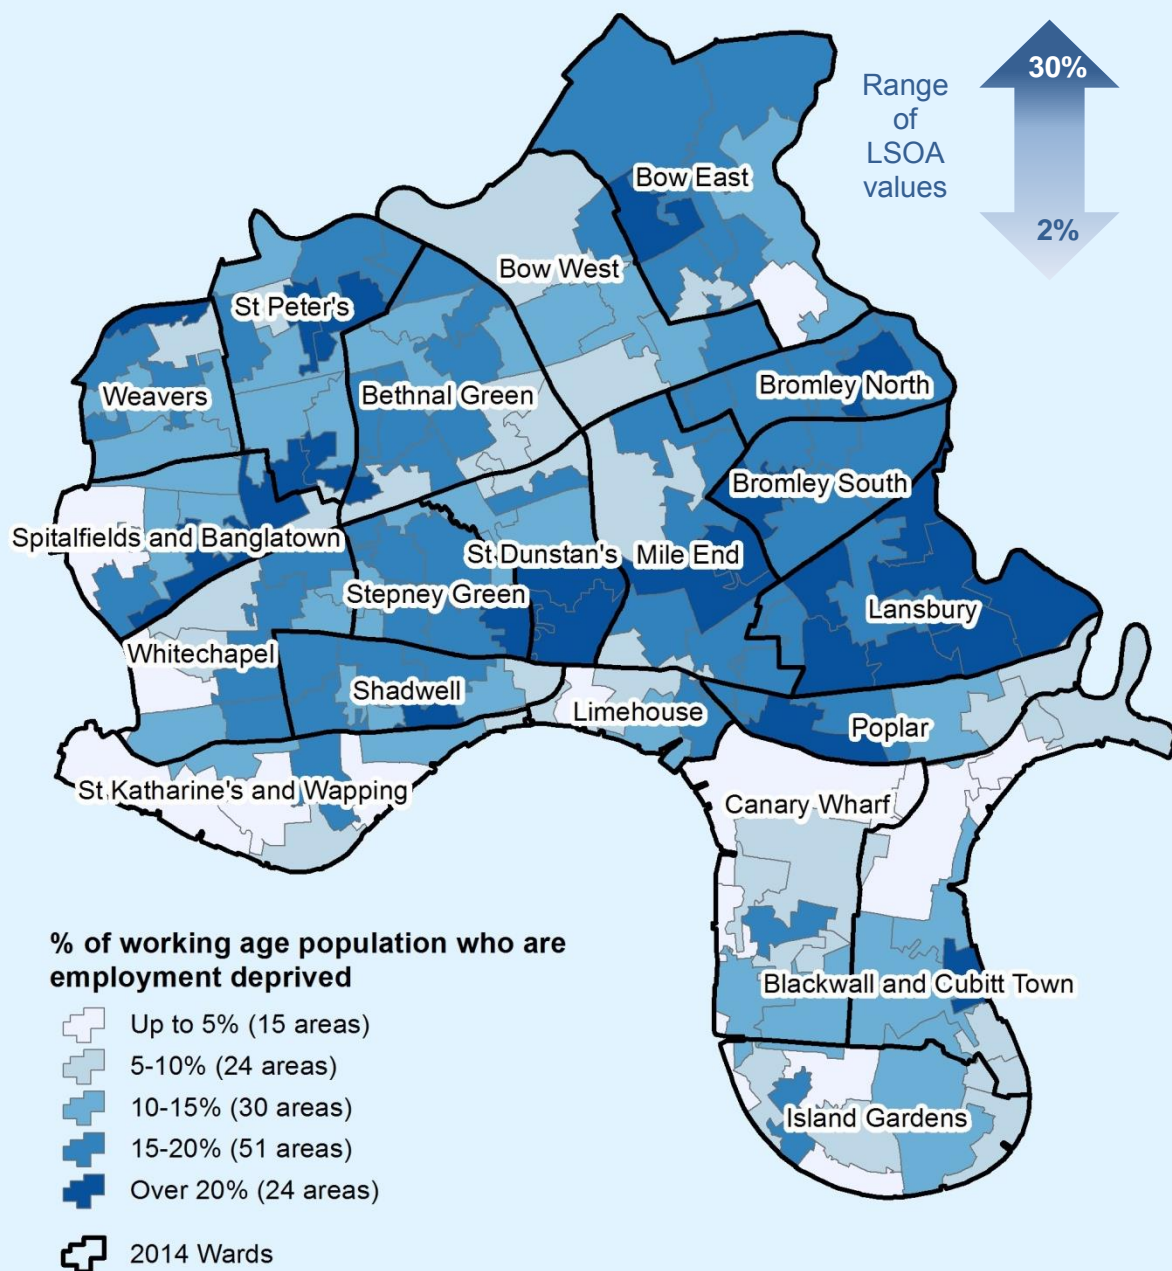 30%
Range
of
LSOA
values
2%
Bow East
Bow West
St Peter's
Weavers
Bethnal Green
Bromley North
Bromley South
Spitalfields and Banglatown
St Dunstan's
Mile End
Stepney Green
Lansbury
Whitechapel
Shadwell
Limehouse
Poplar
St Katharine's and Wapping
Canary Wharf
Blackwall and Cubitt Town
Island Gardens
% of working age population who are
employment deprived
Up to 5% (15 areas)
5-10% (24 areas)
10-15% (30 areas)
15-20% (51 areas)
Over 20% (24 areas)
2014 Wards